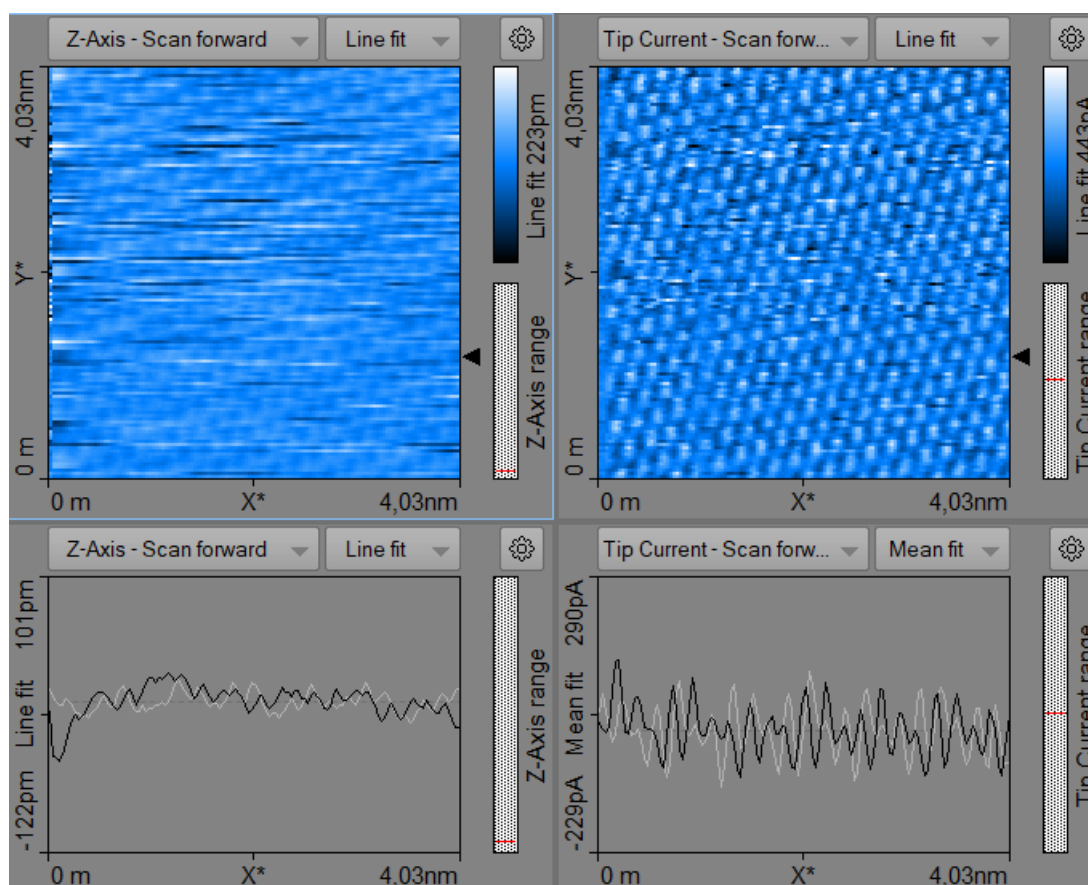 Z-Axis - Scan forward
Line fit
4,03nm
Y*
0 m
0 m
X*
4,03nm
Line fit 223pm
Z-Axis range
Tip Current - Scan forw...
Line fit
4,03nm
Y*
0 m
0 m
X*
4,03nm
Line fit 443pA
Tip Current range
Z-Axis - Scan forward
Line fit
101pm
Line fit
-122pm
0 m
X*
4,03nm
Z-Axis range
Tip Current - Scan forw...
Mean fit
290pA
Mean fit
-229pA
0 m
X*
4,03nm
Tip Current range